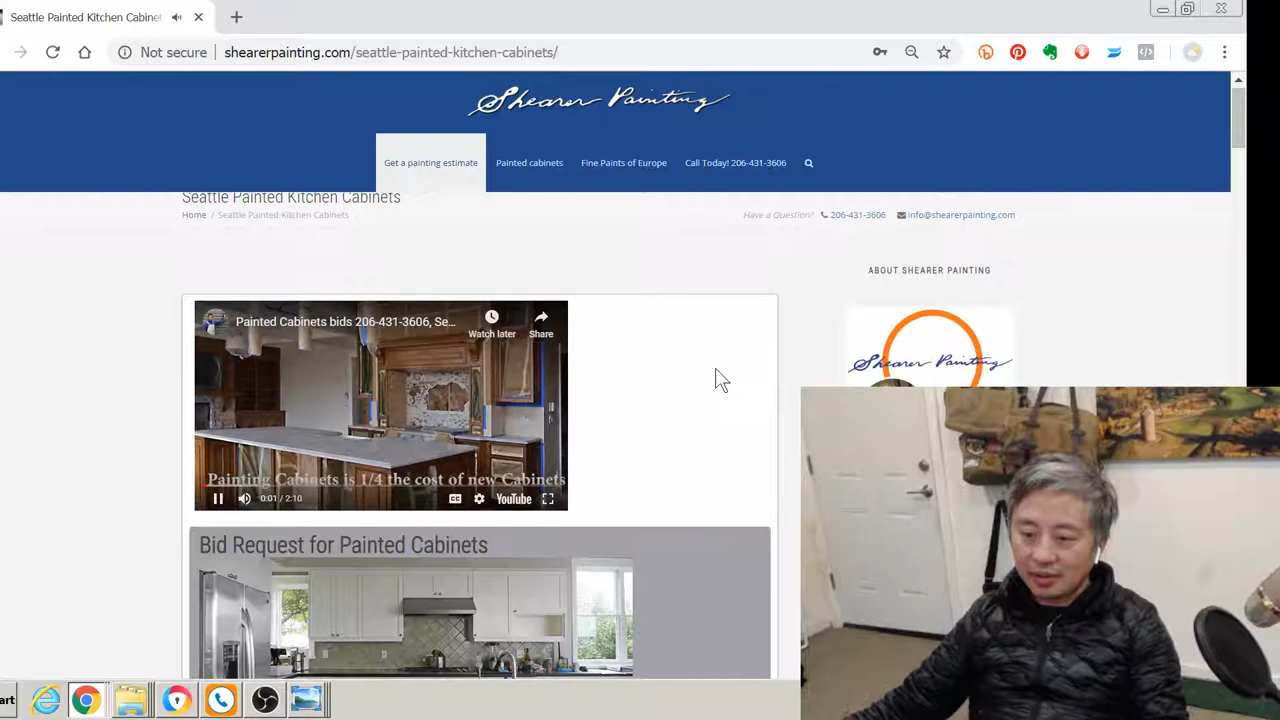 Seattle Painted Kitchen Cabinet
Not secure
shearerpainting.com/seattle-painted-kitchen-cabinets/
Shearer Painting
Get a painting estimate
Painted cabinets
Fine Paints of Europe
Call Today! 206-431-3606
Seattle Painted Kitchen Cabinets
Home / Seattle Painted Kitchen Cabinets
Have a Question? 206-431-3606 info@shearerpainting.com
ABOUT SHEARER PAINTING
Painted Cabinets bids 206-431-3606, Se...
Watch later
Share
Shearer Painting
Painting Cabinets is 1/4 the cost of new Cabinets
0:01 / 2:10
CC
YouTube
Bid Request for Painted Cabinets
art